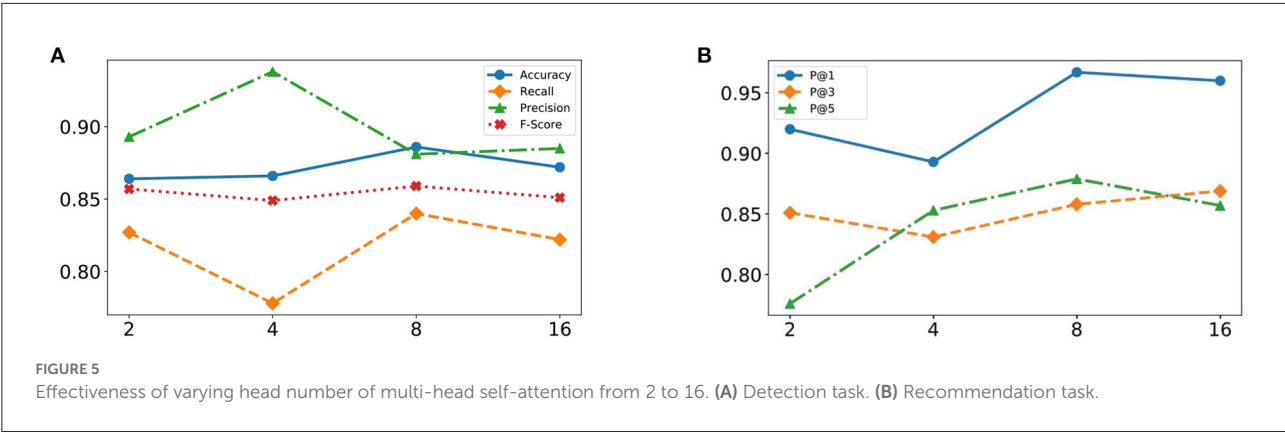 A
B
Accuracy
Recall
Precision
F-Score
0.90
0.85
0.80
2 4 8 16
P@1
P@3
P@5
0.95
0.90
0.85
0.80
2 4 8 16
FIGURE 5
Effectiveness of varying head number of multi-head self-attention from 2 to 16. (A) Detection task. (B) Recommendation task.